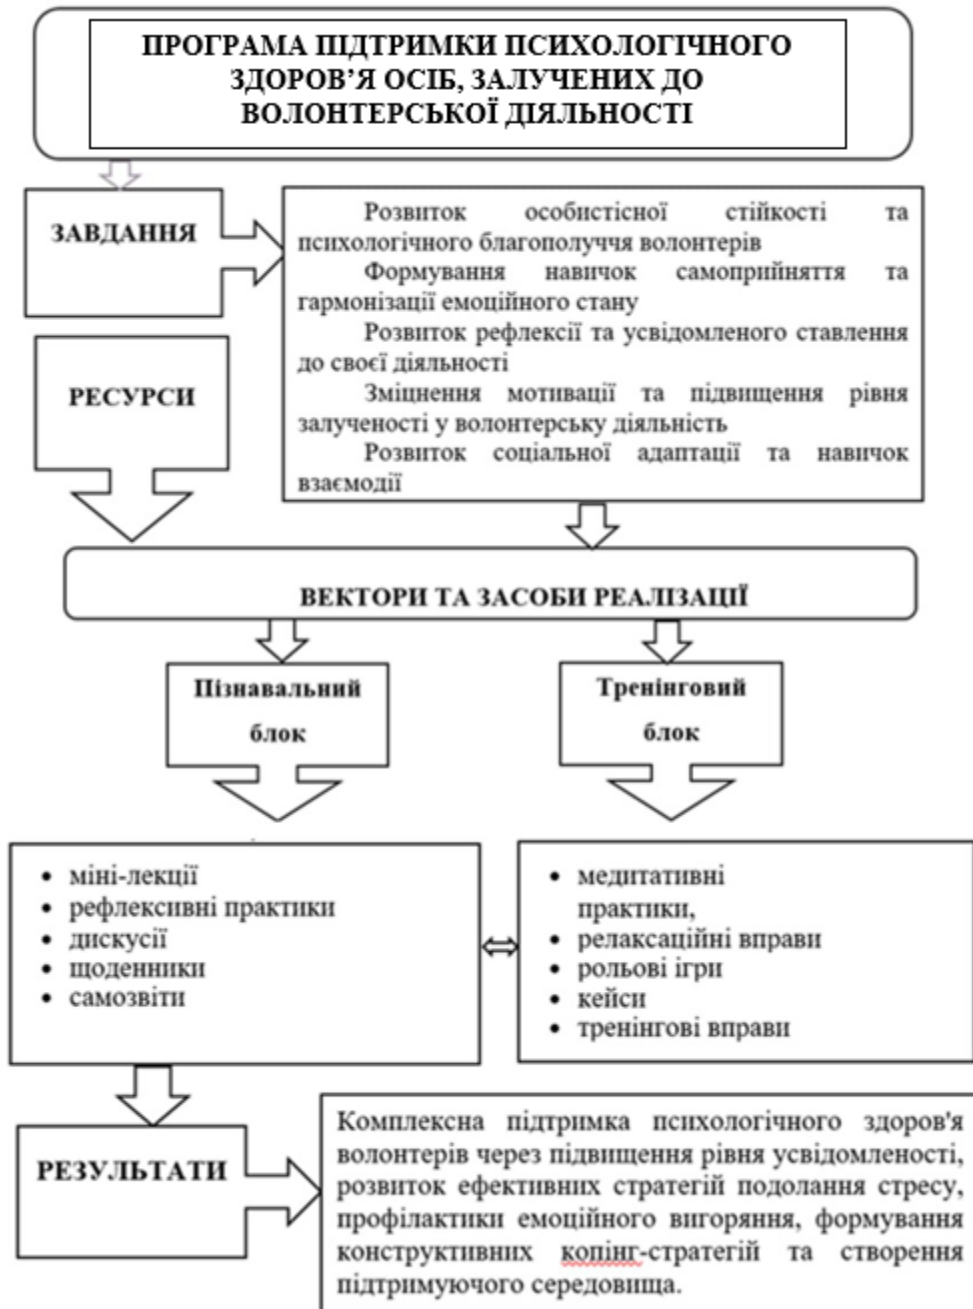 ПРОГРАМА ПІДТРИМКИ ПСИХОЛОГІЧНОГО
ЗДОРОВ’Я ОСІБ, ЗАЛУЧЕНИХ ДО
ВОЛОНТЕРСЬКОЇ ДІЯЛЬНОСТІ
ЗАВДАННЯ
Розвиток особистісної стійкості та
психологічного благополуччя волонтерів
Формування навичок самоприйняття та
гармонізації емоційного стану
Розвиток рефлексії та усвідомленого ставлення
до своєї діяльності
Зміцнення мотивації та підвищення рівня
залученості у волонтерську діяльність
Розвиток соціальної адаптації та навичок
взаємодії
РЕСУРСИ
ВЕКТОРИ ТА ЗАСОБИ РЕАЛІЗАЦІЇ
Пізнавальний
блок
Тренінговий
блок
• міні-лекції
• рефлексивні практики
• дискусії
• щоденники
• самозвіти
• медитативні
практики,
• релаксаційні вправи
• рольові ігри
• кейси
• тренінгові вправи
РЕЗУЛЬТАТИ
Комплексна підтримка психологічного здоров'я
волонтерів через підвищення рівня усвідомленості,
розвиток ефективних стратегій подолання стресу,
профілактики емоційного вигоряння, формування
конструктивних копінг-стратегій та створення
підтримуючого середовища.